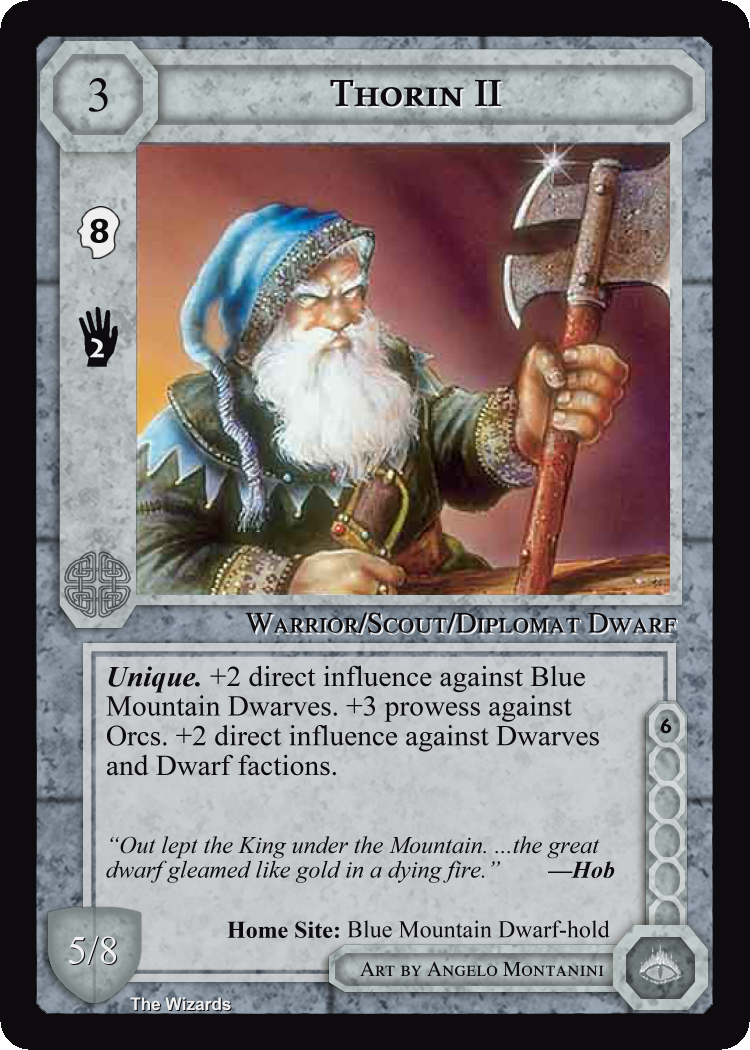 3
Thorin II
8
2
Warrior/Scout/Diplomat Dwarf
Unique. +2 direct influence against Blue
Mountain Dwarves. +3 prowess against
Orcs. +2 direct influence against Dwarves
and Dwarf factions.
6
“Out lept the King under the Mountain. ...the great
dwarf gleamed like gold in a dying fire.” —Hob
Home Site: Blue Mountain Dwarf-hold
5/8
Art by Angelo Montanini
The Wizards